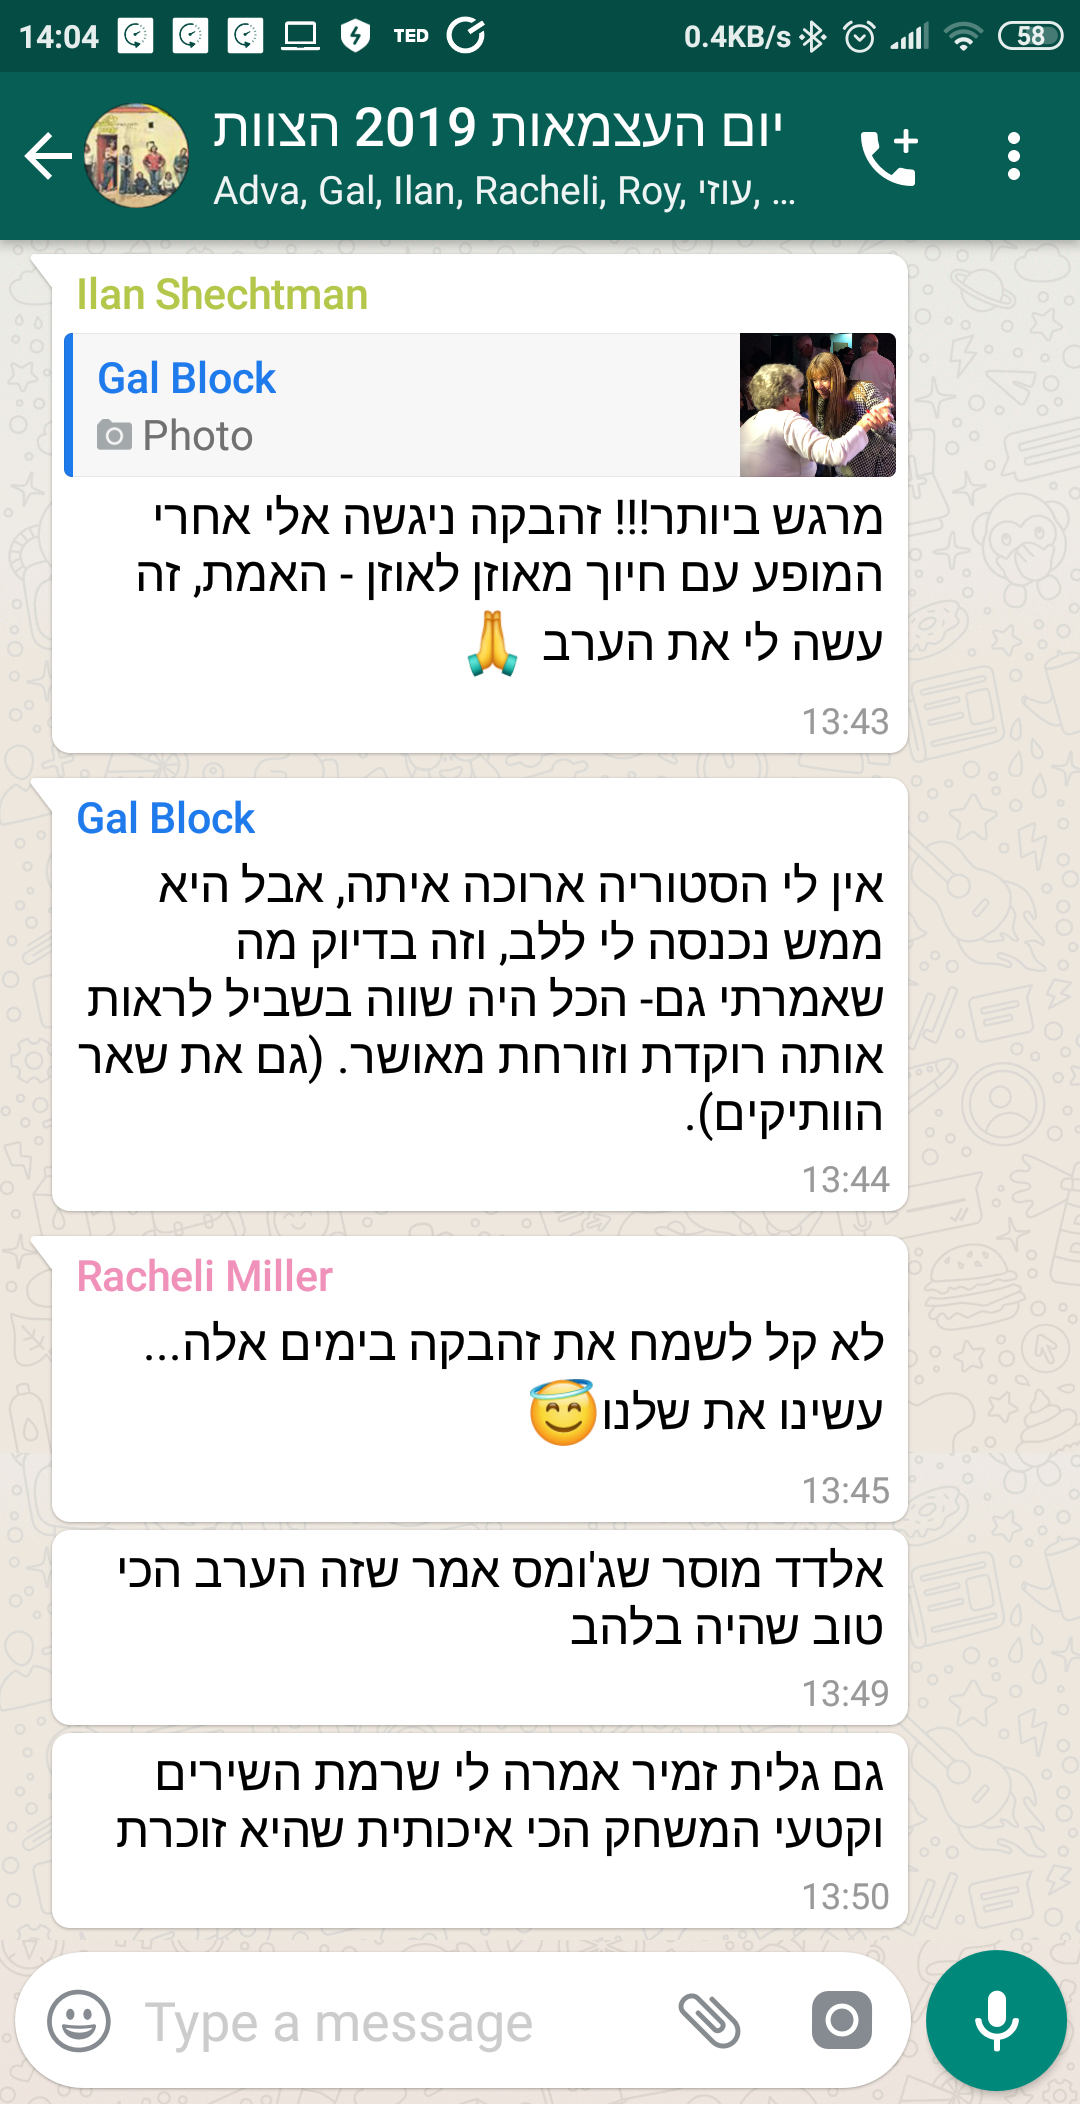 14:04 TED 0.4KB/s 58
יום העצמאות 2019 הצוות
Adva, Gal, Ilan, Racheli, Roy, עוזי, ...
Ilan Shechtman
Gal Block
Photo
מרגש ביותר!!! זהבקה ניגשה אלי אחרי
המופע עם חיוך מאוזן לאוזן - האמת, זה
עשה לי את הערב 🙏
13:43
Gal Block
אין לי הסטוריה ארוכה איתה, אבל היא
ממש נכנסה לי ללב, וזה בדיוק מה
שאמרתי גם- הכל היה שווה בשביל לראות
אותה רוקדת וזורחת מאושר. (גם את שאר
הוותיקים).
13:44
Racheli Miller
לא קל לשמח את זהבקה בימים אלה...
עשינו את שלנו😇
13:45
אלדד מוסר שג'ומס אמר שזה הערב הכי
טוב שהיה בלהב
13:49
גם גלית זמיר אמרה לי שרמת השירים
וקטעי המשחק הכי איכותית שהיא זוכרת
13:50
Type a message